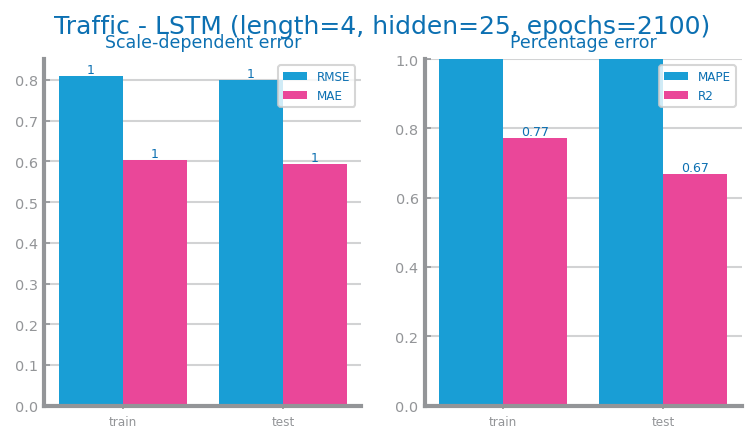 Traffic - LSTM (length=4, hidden=25, epochs=2100)
Scale-dependent error
Percentage error
0.8
0.7
0.6
0.5
0.4
0.3
0.2
0.1
0.0
1
1
1
1
RMSE
MAE
train
test
1.0
0.8
0.6
0.4
0.2
0.0
0.77
0.67
MAPE
R2
train
test